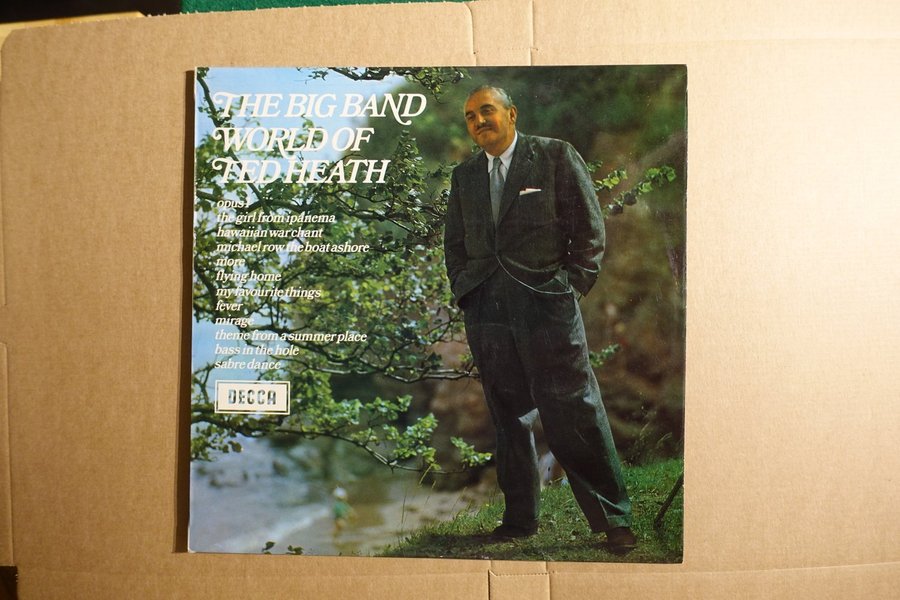 THE BIG BAND
WORLD OF
TED HEATH
opus 1
the girl from ipanema
hawaiian war chant
michael row the boat ashore
more
flying home
my favourite things
fever
mirage
theme from a summer place
bass in the hole
sabre dance
DECCA